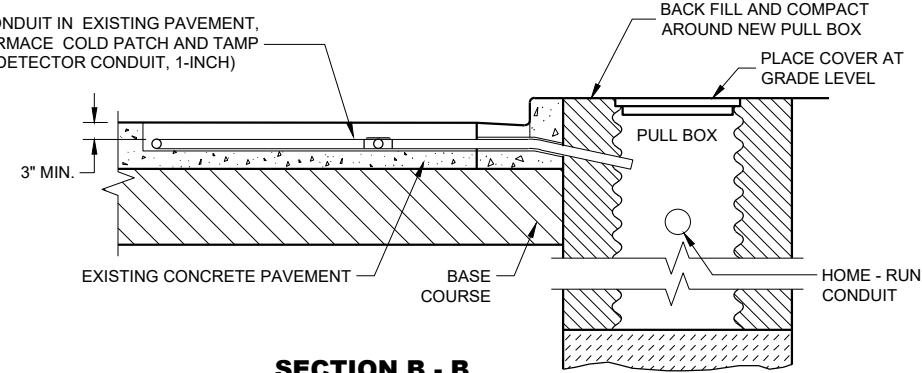 CONDUIT IN EXISTING PAVEMENT,
COLD PATCH AND TAMP
DETECTOR CONDUIT, 1-INCH)
BACK FILL AND COMPACT
AROUND NEW PULL BOX
PLACE COVER AT
GRADE LEVEL
PULL BOX
3" MIN.
EXISTING CONCRETE PAVEMENT
BASE
COURSE
HOME - RUN
CONDUIT
SECTION B - B